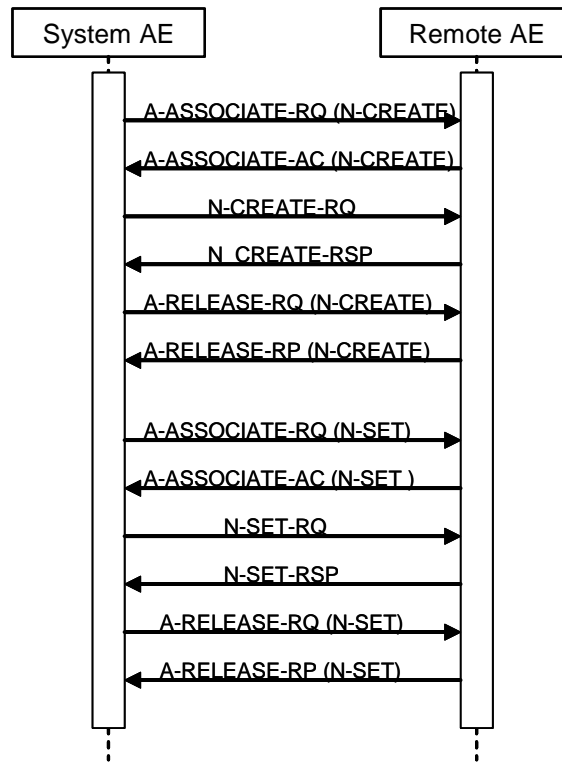 System AE
Remote AE
A-ASSOCIATE-RQ (N-CREATE)
A-ASSOCIATE-AC (N-CREATE)
N-CREATE-RQ
N_CREATE-RSP
A-RELEASE-RQ (N-CREATE)
A-RELEASE-RP (N-CREATE)
A-ASSOCIATE-RQ (N-SET)
A-ASSOCIATE-AC (N-SET )
N-SET-RQ
N-SET-RSP
A-RELEASE-RQ (N-SET)
A-RELEASE-RP (N-SET)